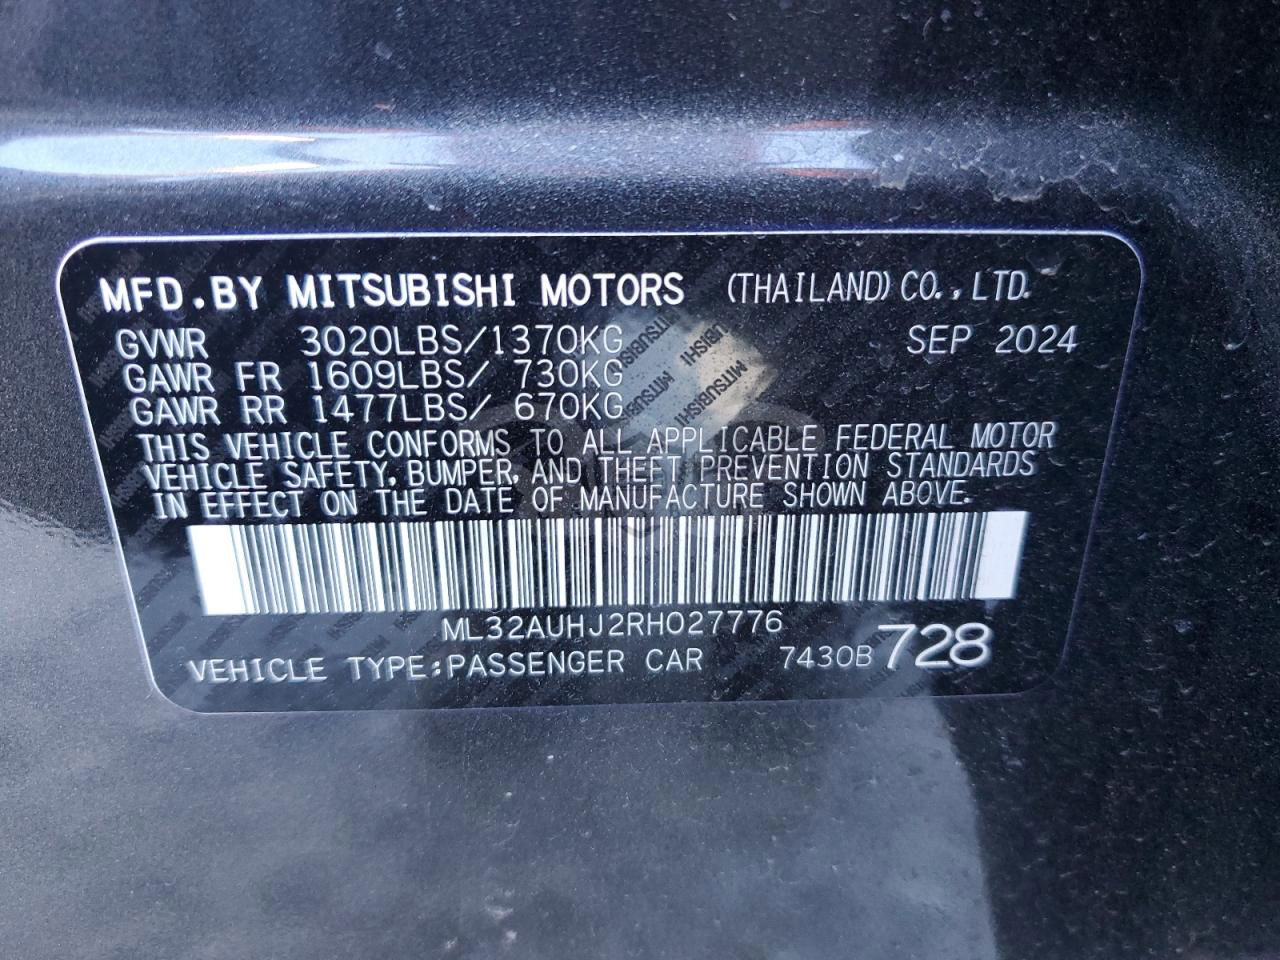 MFD.BY MITSUBISHI MOTORS (THAILAND) CO.,LTD.
GVWR 3020LBS/1370KG SEP 2024
GAWR FR 1609LBS/ 730KG
GAWR RR 1477LBS/ 670KG
THIS VEHICLE CONFORMS TO ALL APPLICABLE FEDERAL MOTOR
VEHICLE SAFETY, BUMPER, AND THEFT PREVENTION STANDARDS
IN EFFECT ON THE DATE OF MANUFACTURE SHOWN ABOVE.
ML32AUHJ2RH027776
VEHICLE TYPE:PASSENGER CAR 7430B 728